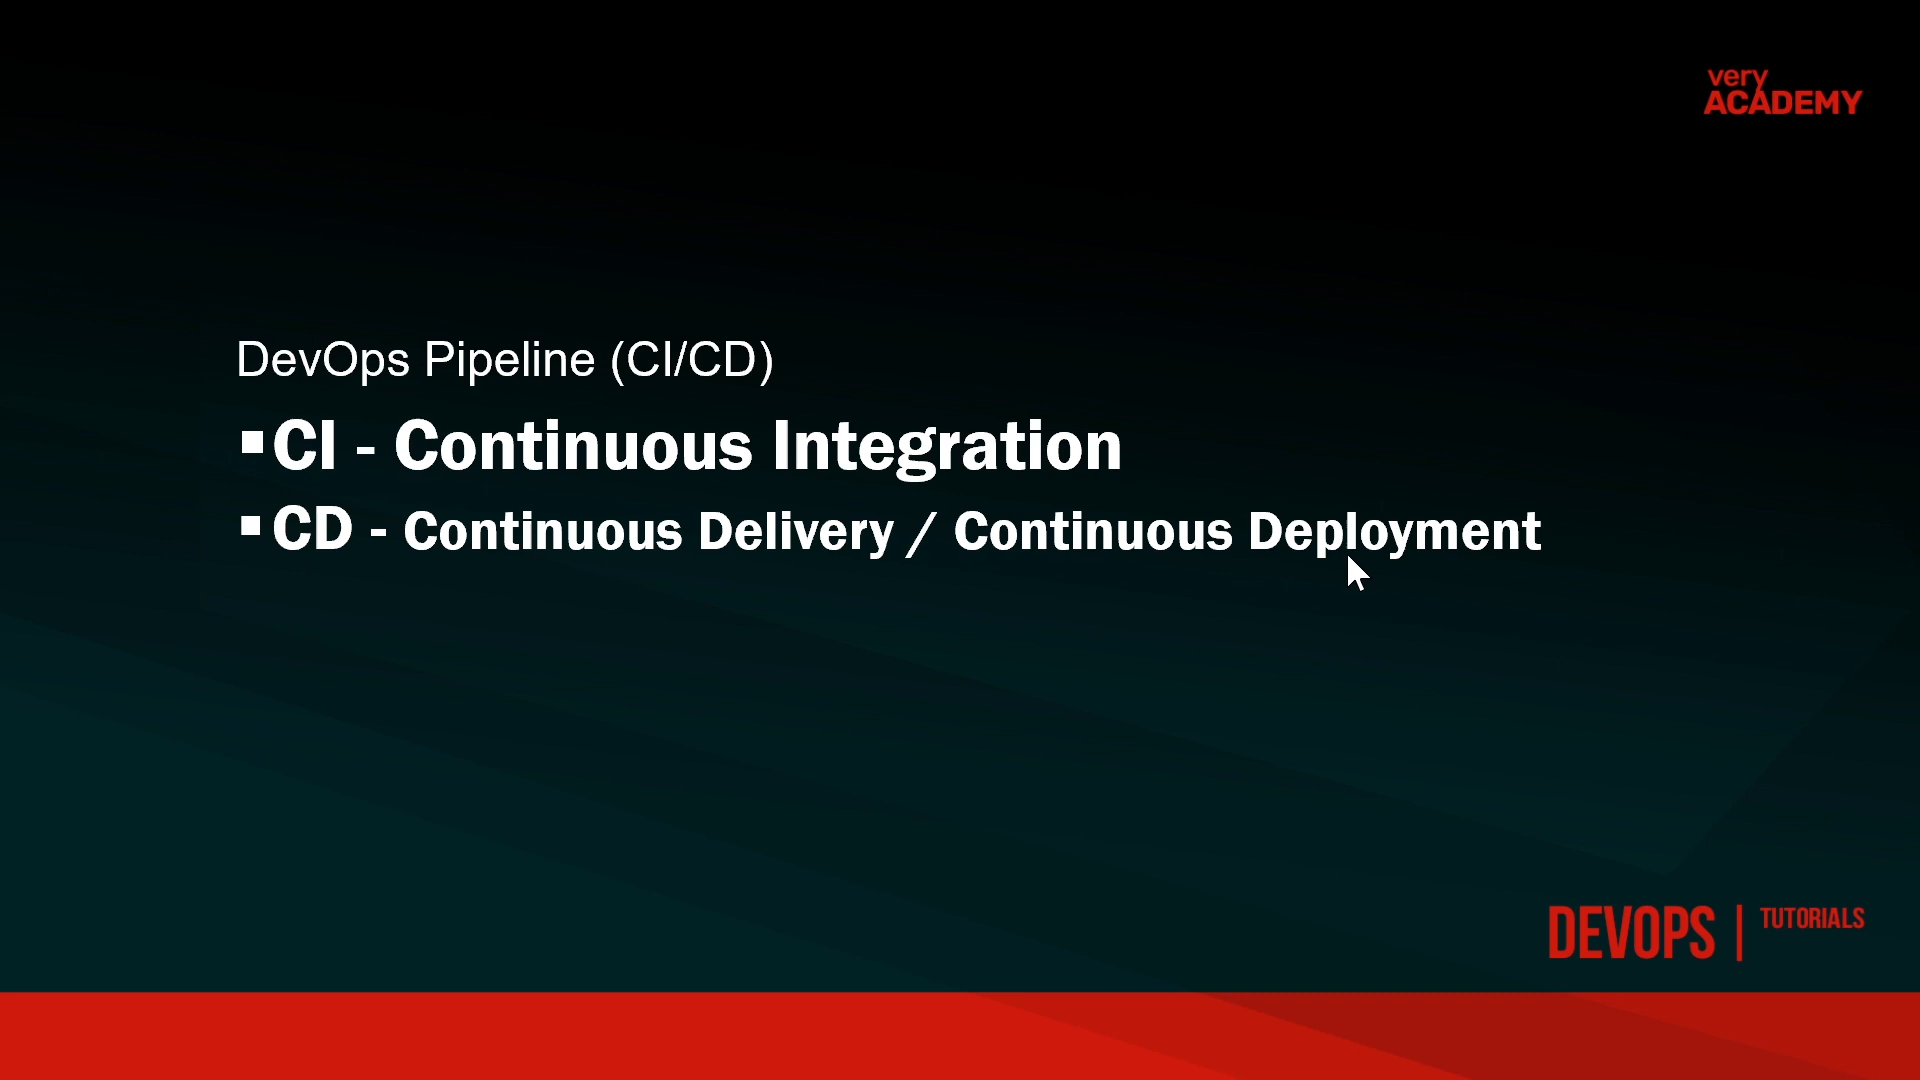 very
ACADEMY
DevOps Pipeline (CI/CD)
▪CI - Continuous Integration
▪CD - Continuous Delivery / Continuous Deployment
DEVOPS | TUTORIALS